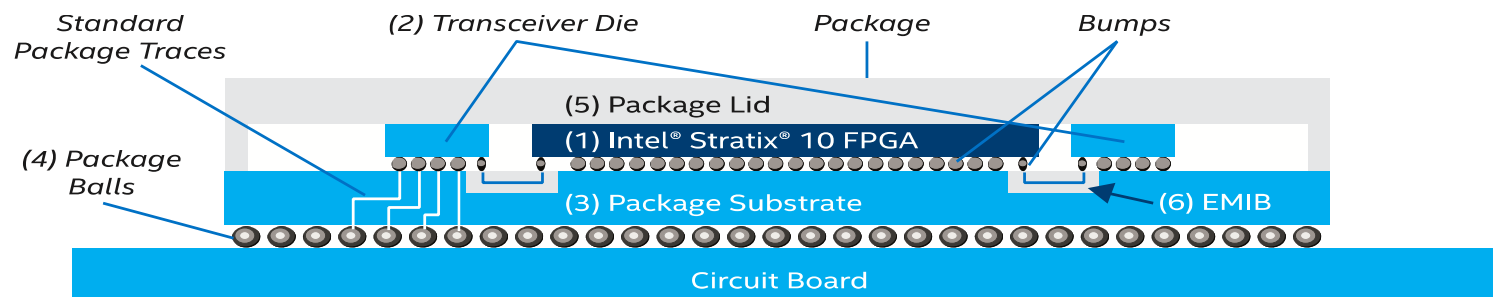 Standard
Package Traces
(2) Transceiver Die
Package
Bumps
(5) Package Lid
(1) Intel® Stratix® 10 FPGA
(4) Package
Balls
(3) Package Substrate
(6) EMIB
Circuit Board